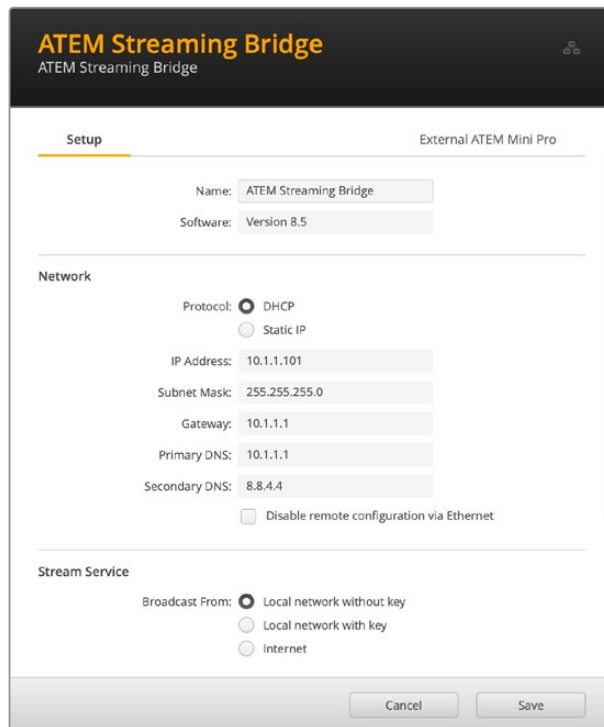 ATEM Streaming Bridge
ATEM Streaming Bridge
Setup External ATEM Mini Pro
Name: ATEM Streaming Bridge
Software: Version 8.5
Network
Protocol: DHCP
Static IP
IP Address: 10.1.1.101
Subnet Mask: 255.255.255.0
Gateway: 10.1.1.1
Primary DNS: 10.1.1.1
Secondary DNS: 8.8.4.4
Disable remote configuration via Ethernet
Stream Service
Broadcast From: Local network without key
Local network with key
Internet
Cancel Save